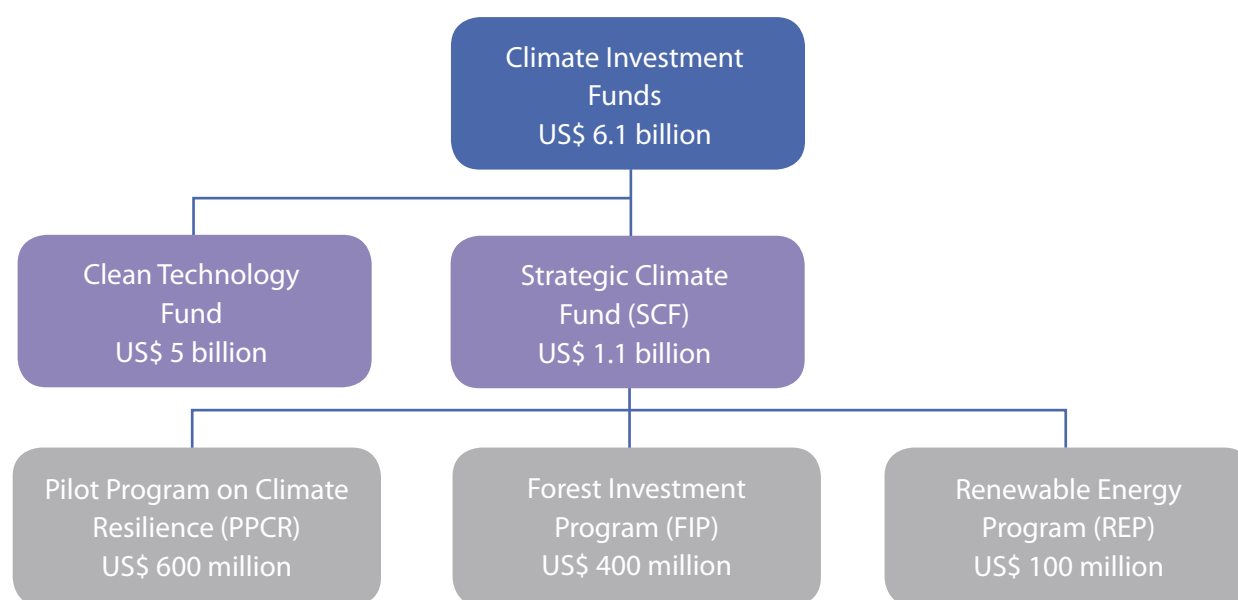 Climate Investment
Funds
US$ 6.1 billion
Clean Technology
Fund
US$ 5 billion
Strategic Climate
Fund (SCF)
US$ 1.1 billion
Pilot Program on Climate
Resilience (PPCR)
US$ 600 million
Forest Investment
Program (FIP)
US$ 400 million
Renewable Energy
Program (REP)
US$ 100 million